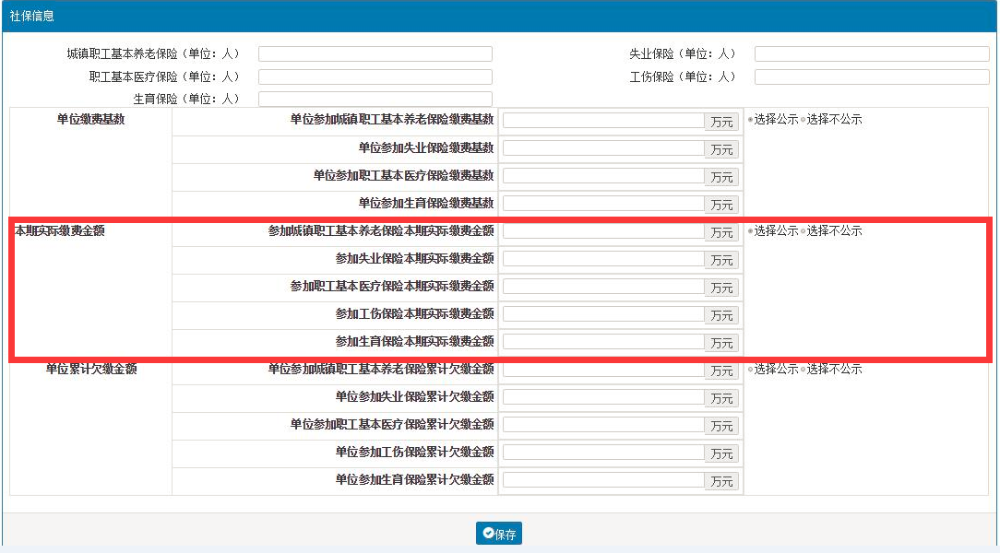 社保信息
城镇职工基本养老保险（单位：人） 失业保险（单位：人）
职工基本医疗保险（单位：人） 工伤保险（单位：人）
生育保险（单位：人）
单位缴费基数 单位参加城镇职工基本养老保险缴费基数 万元 选择公示 选择不公示
单位参加失业保险缴费基数 万元
单位参加职工基本医疗保险缴费基数 万元
单位参加生育保险缴费基数 万元
本期实际缴费金额 参加城镇职工基本养老保险本期实际缴费金额 万元 选择公示 选择不公示
参加失业保险本期实际缴费金额 万元
参加职工基本医疗保险本期实际缴费金额 万元
参加工伤保险本期实际缴费金额 万元
参加生育保险本期实际缴费金额 万元
单位累计欠缴金额 单位参加城镇职工基本养老保险累计欠缴金额 万元 选择公示 选择不公示
单位参加失业保险累计欠缴金额 万元
单位参加职工基本医疗保险累计欠缴金额 万元
单位参加工伤保险累计欠缴金额 万元
单位参加生育保险累计欠缴金额 万元
保存